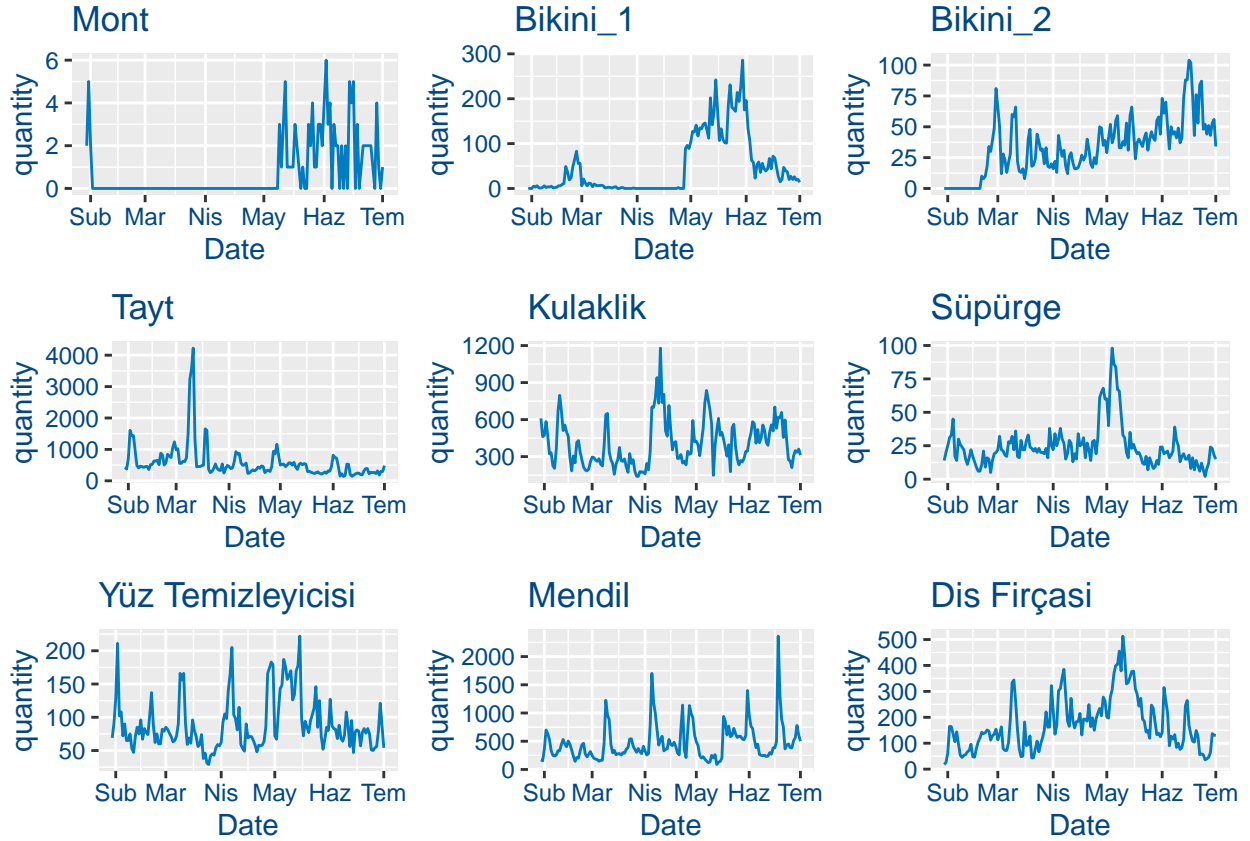 Mont
quantity
6
4
2
0
Sub Mar Nis May Haz Tem
Date
Bikini_1
quantity
300
200
100
0
Sub Mar Nis May Haz Tem
Date
Bikini_2
quantity
100
75
50
25
0
Sub Mar Nis May Haz Tem
Date
Tayt
quantity
4000
3000
2000
1000
0
Sub Mar Nis May Haz Tem
Date
Kulaklik
quantity
1200
900
600
300
Sub Mar Nis May Haz Tem
Date
Süpürge
quantity
100
75
50
25
0
Sub Mar Nis May Haz Tem
Date
Yüz Temizleyicisi
quantity
200
150
100
50
Sub Mar Nis May Haz Tem
Date
Mendil
quantity
2000
1500
1000
500
0
Sub Mar Nis May Haz Tem
Date
Dis Firçasi
quantity
500
400
300
200
100
0
Sub Mar Nis May Haz Tem
Date